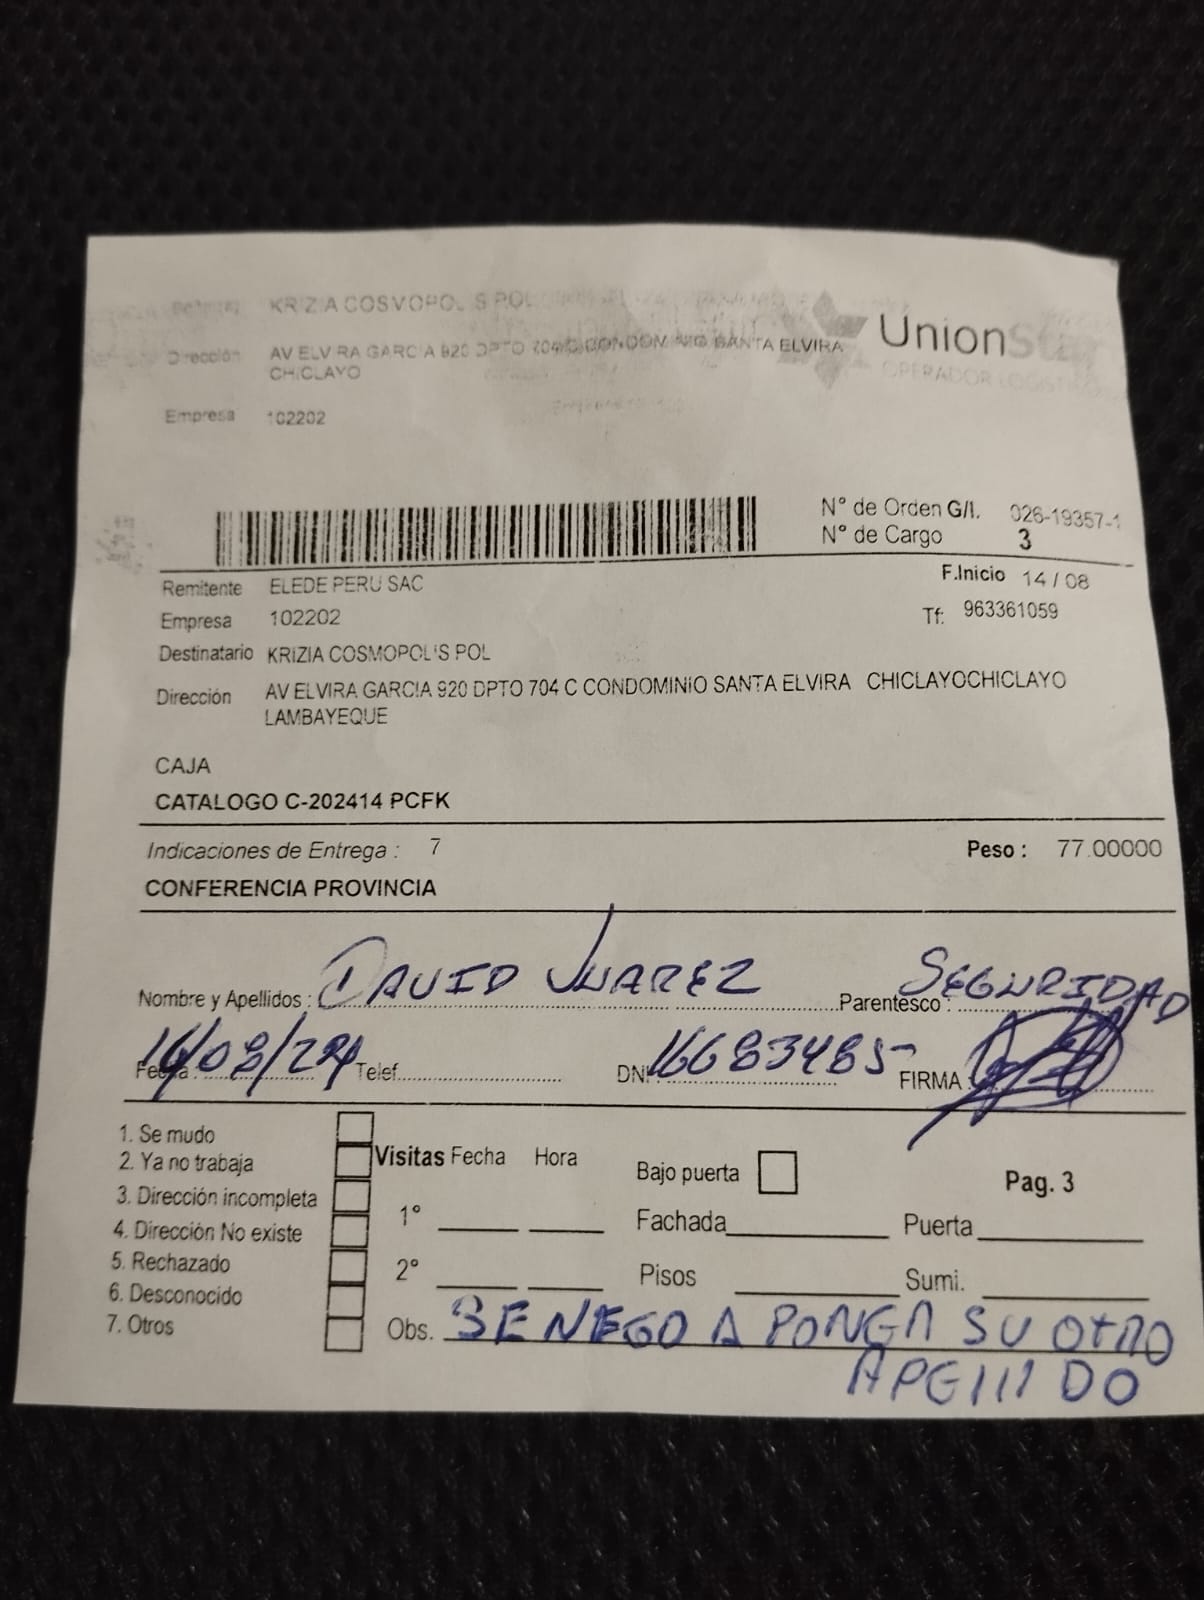 KRIZIA COSVOPOL S POL
Dirección AV ELVIRA GARCIA 920 DPTO 704 C CONDOMINIO SANTA ELVIRA
CHICLAYO
Empresa 102202
UnionStar
OPERADOR LOGISTICO
N° de Orden G/I. 026-19357-1
N° de Cargo 3
Remitente ELEDE PERU SAC
F.Inicio 14 / 08
Empresa 102202
Tf: 963361059
Destinatario KRIZIA COSMOPOLIS POL
Dirección AV ELVIRA GARCIA 920 DPTO 704 C CONDOMINIO SANTA ELVIRA CHICLAYOCHICLAYO
LAMBAYEQUE
CAJA
CATALOGO C-202414 PCFK
Indicaciones de Entrega : 7 Peso : 77.00000
CONFERENCIA PROVINCIA
Nombre y Apellidos : DAVID JUAREZ Parentesco : SEGURIDAD
Fecha : 16/08/24 Telef. DNI 16683485 FIRMA
1. Se mudo
2. Ya no trabaja
3. Dirección incompleta
4. Dirección No existe
5. Rechazado
6. Desconocido
7. Otros
Visitas Fecha Hora
1°
2°
Bajo puerta
Pag. 3
Fachada Puerta
Pisos Sumi.
Obs. SE NEGO A PONGA SU OTRO
APEllIDO